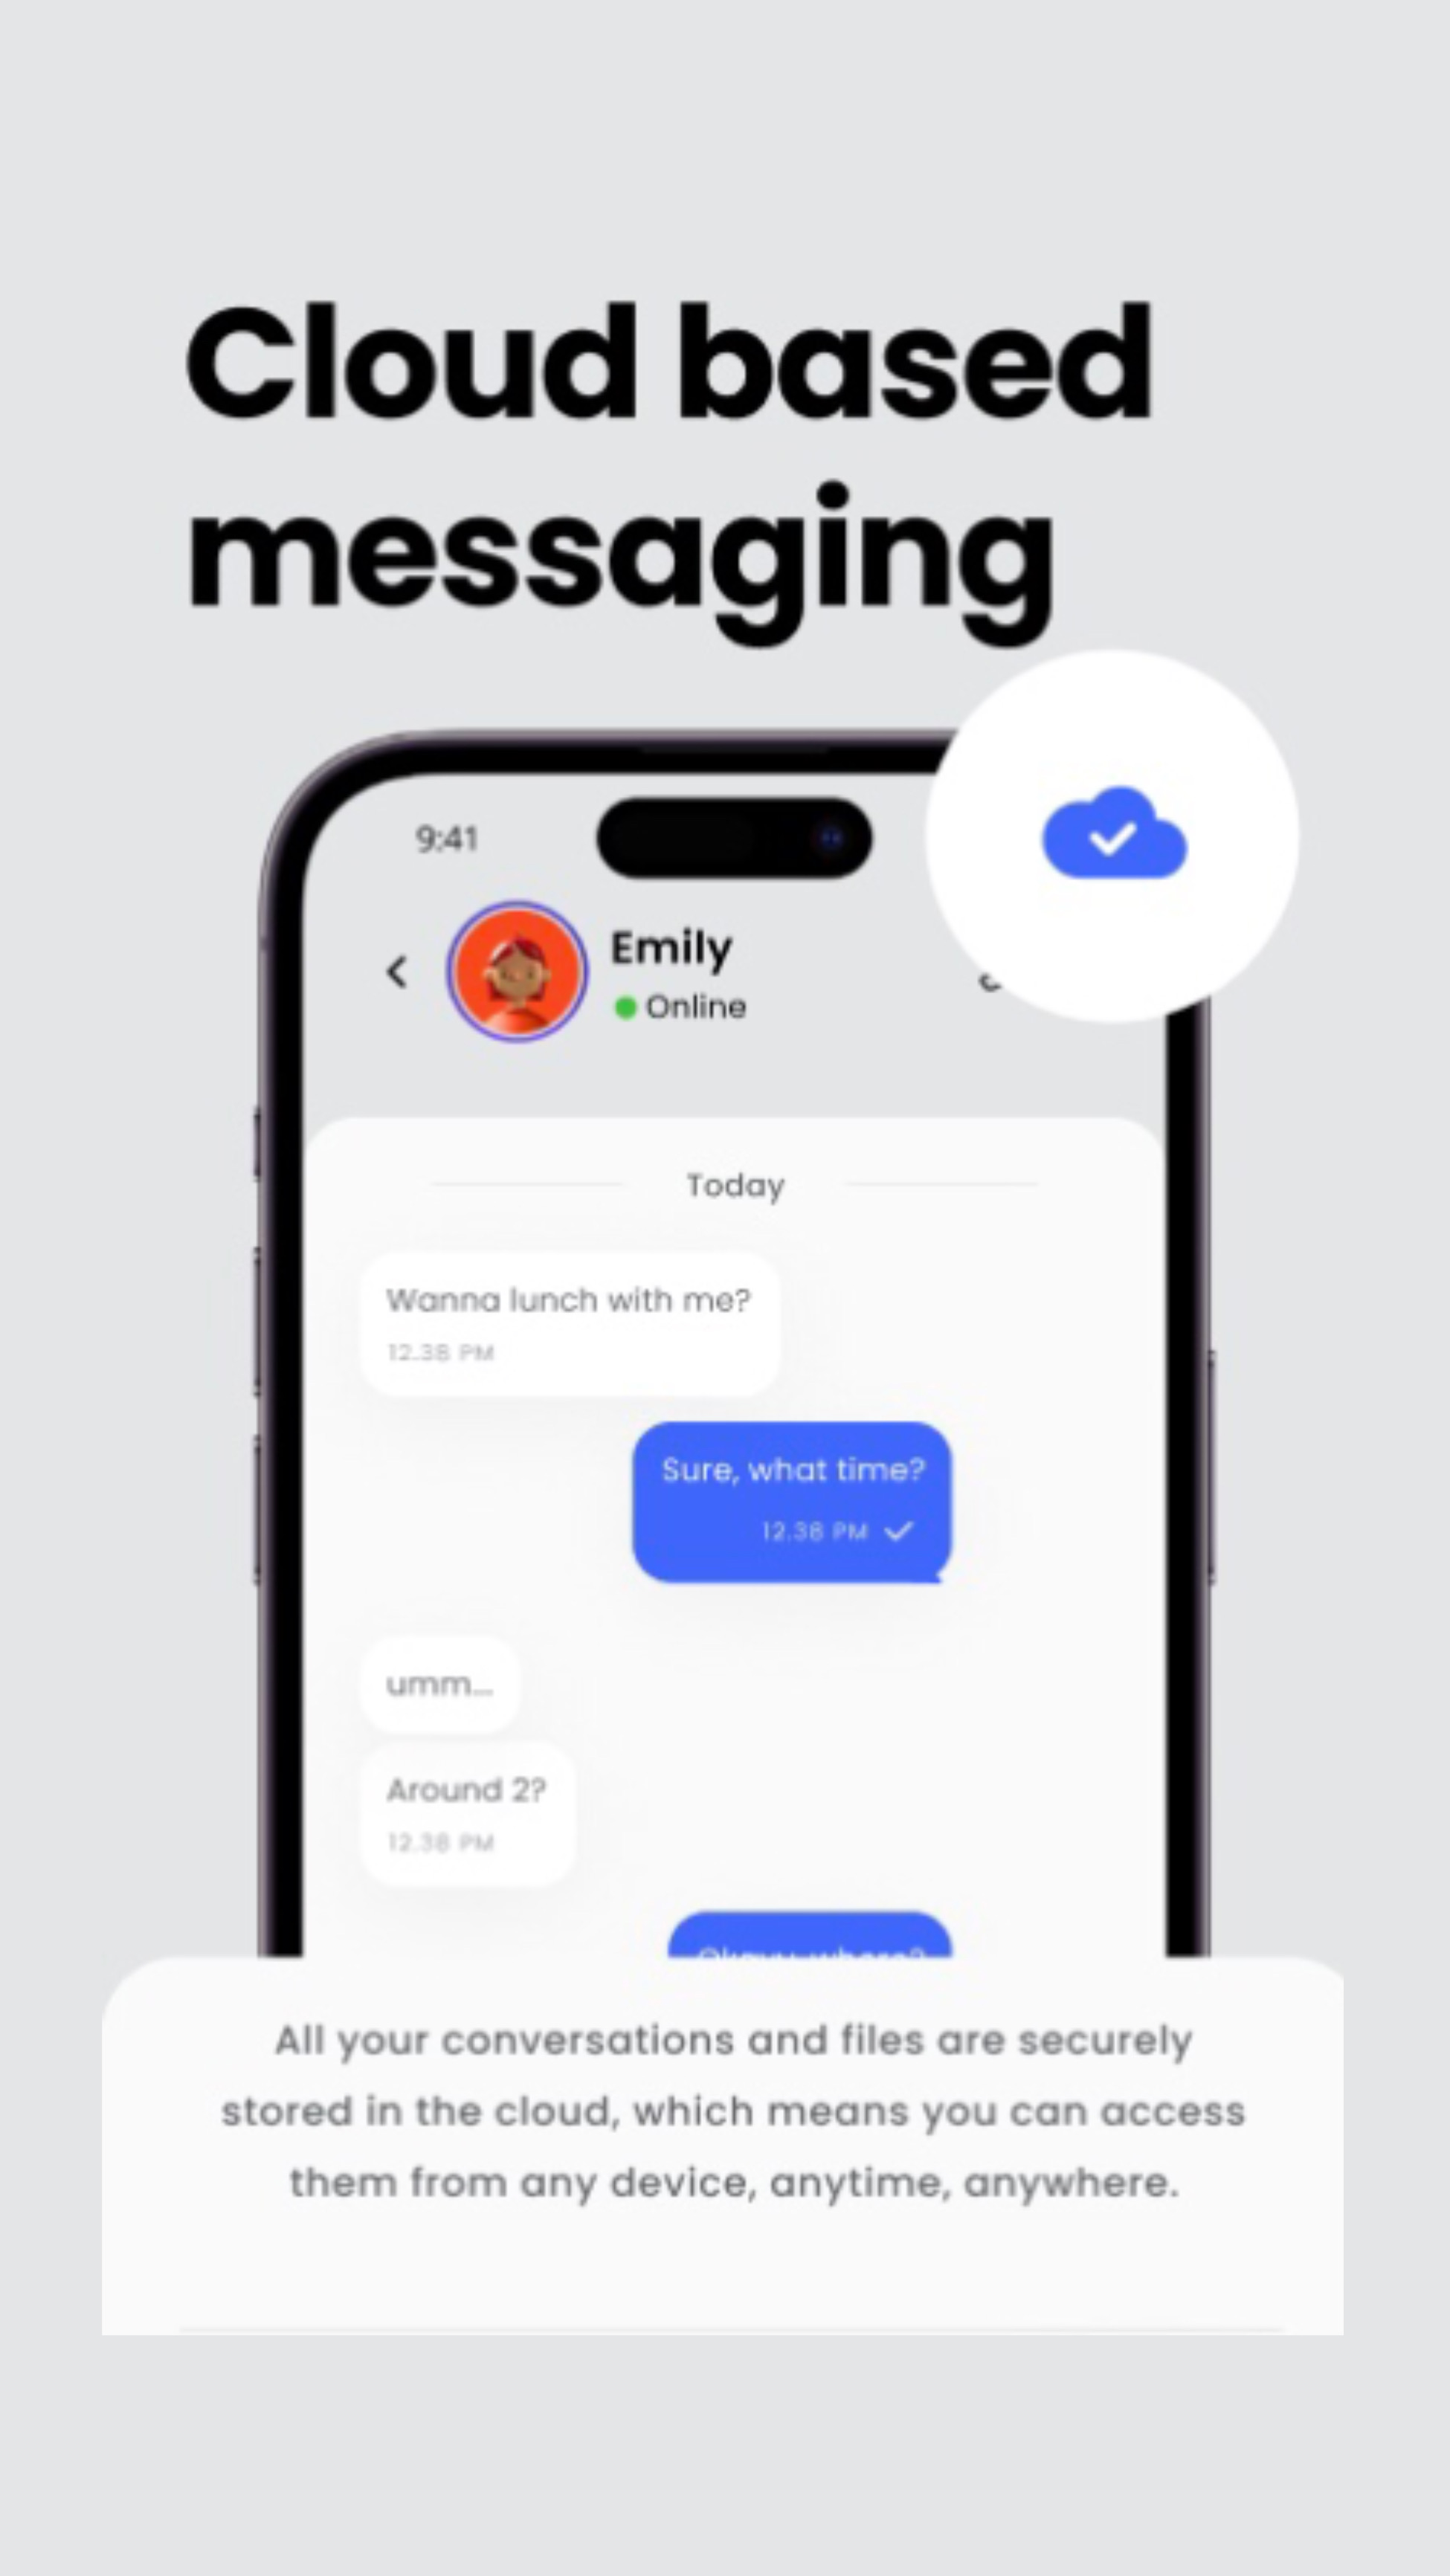 Cloud based
messaging
9:41
Emily
Online
Today
Wanna lunch with me?
12.38 PM
Sure, what time?
12.38 PM
umm...
Around 2?
12.38 PM
All your conversations and files are securely
stored in the cloud, which means you can access
them from any device, anytime, anywhere.